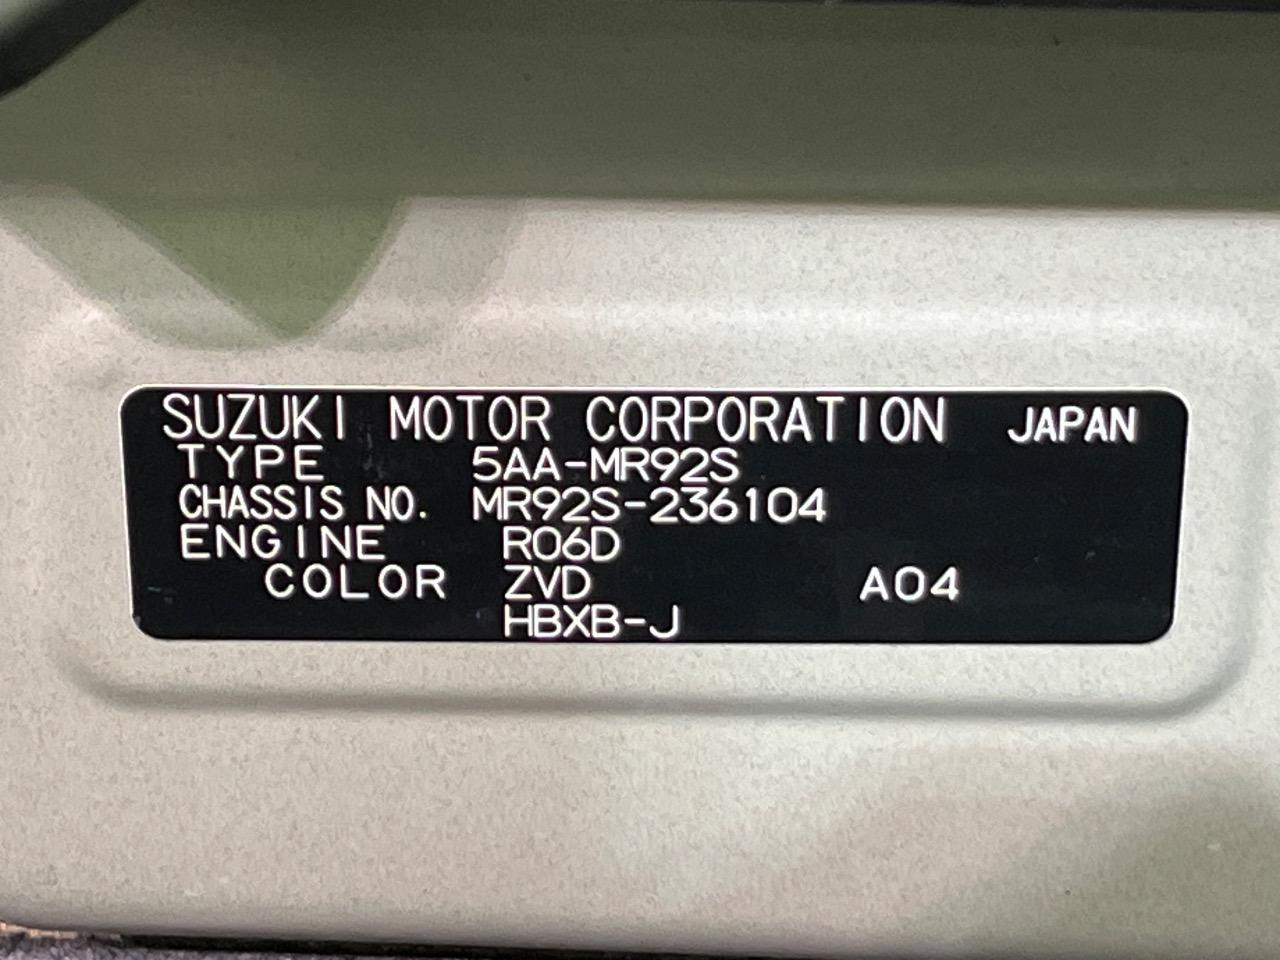 SUZUKI MOTOR CORPORATION JAPAN
TYPE 5AA-MR92S
CHASSIS NO. MR92S-236104
ENGINE R06D
COLOR ZVD A04
HBXB-J